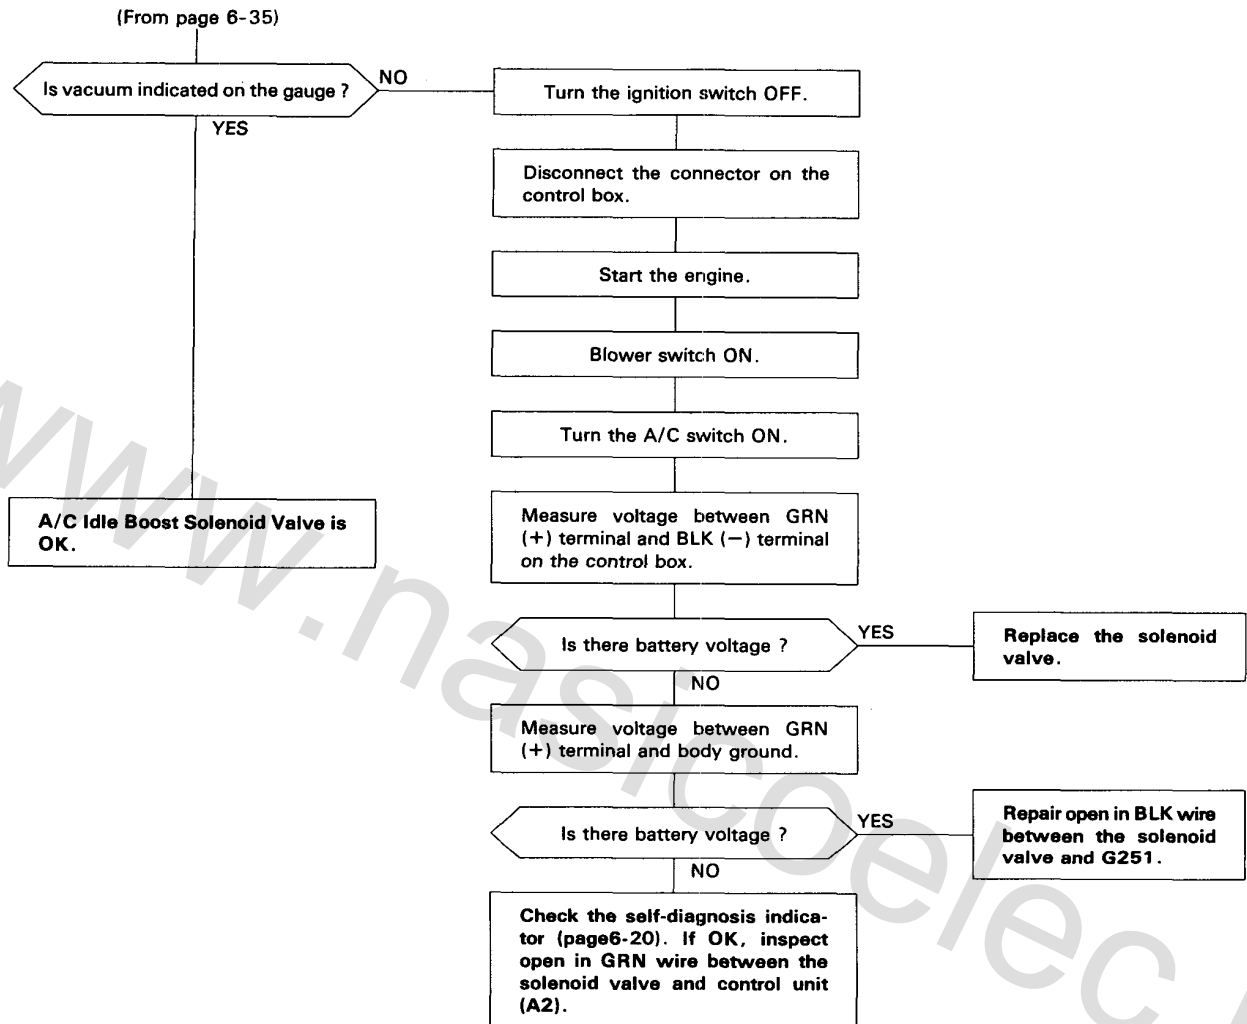 (From page 6-35)
Is vacuum indicated on the gauge ?
NO
YES
Turn the ignition switch OFF.
Disconnect the connector on the
control box.
Start the engine.
Blower switch ON.
Turn the A/C switch ON.
A/C Idle Boost Solenoid Valve is
OK.
Measure voltage between GRN
(+) terminal and BLK (−) terminal
on the control box.
Is there battery voltage ?
YES
Replace the solenoid
valve.
NO
Measure voltage between GRN
(+) terminal and body ground.
Is there battery voltage ?
YES
Repair open in BLK wire
between the solenoid
valve and G251.
NO
Check the self-diagnosis indica-
tor (page6-20). If OK, inspect
open in GRN wire between the
solenoid valve and control unit
(A2).
www.nasicoelec.